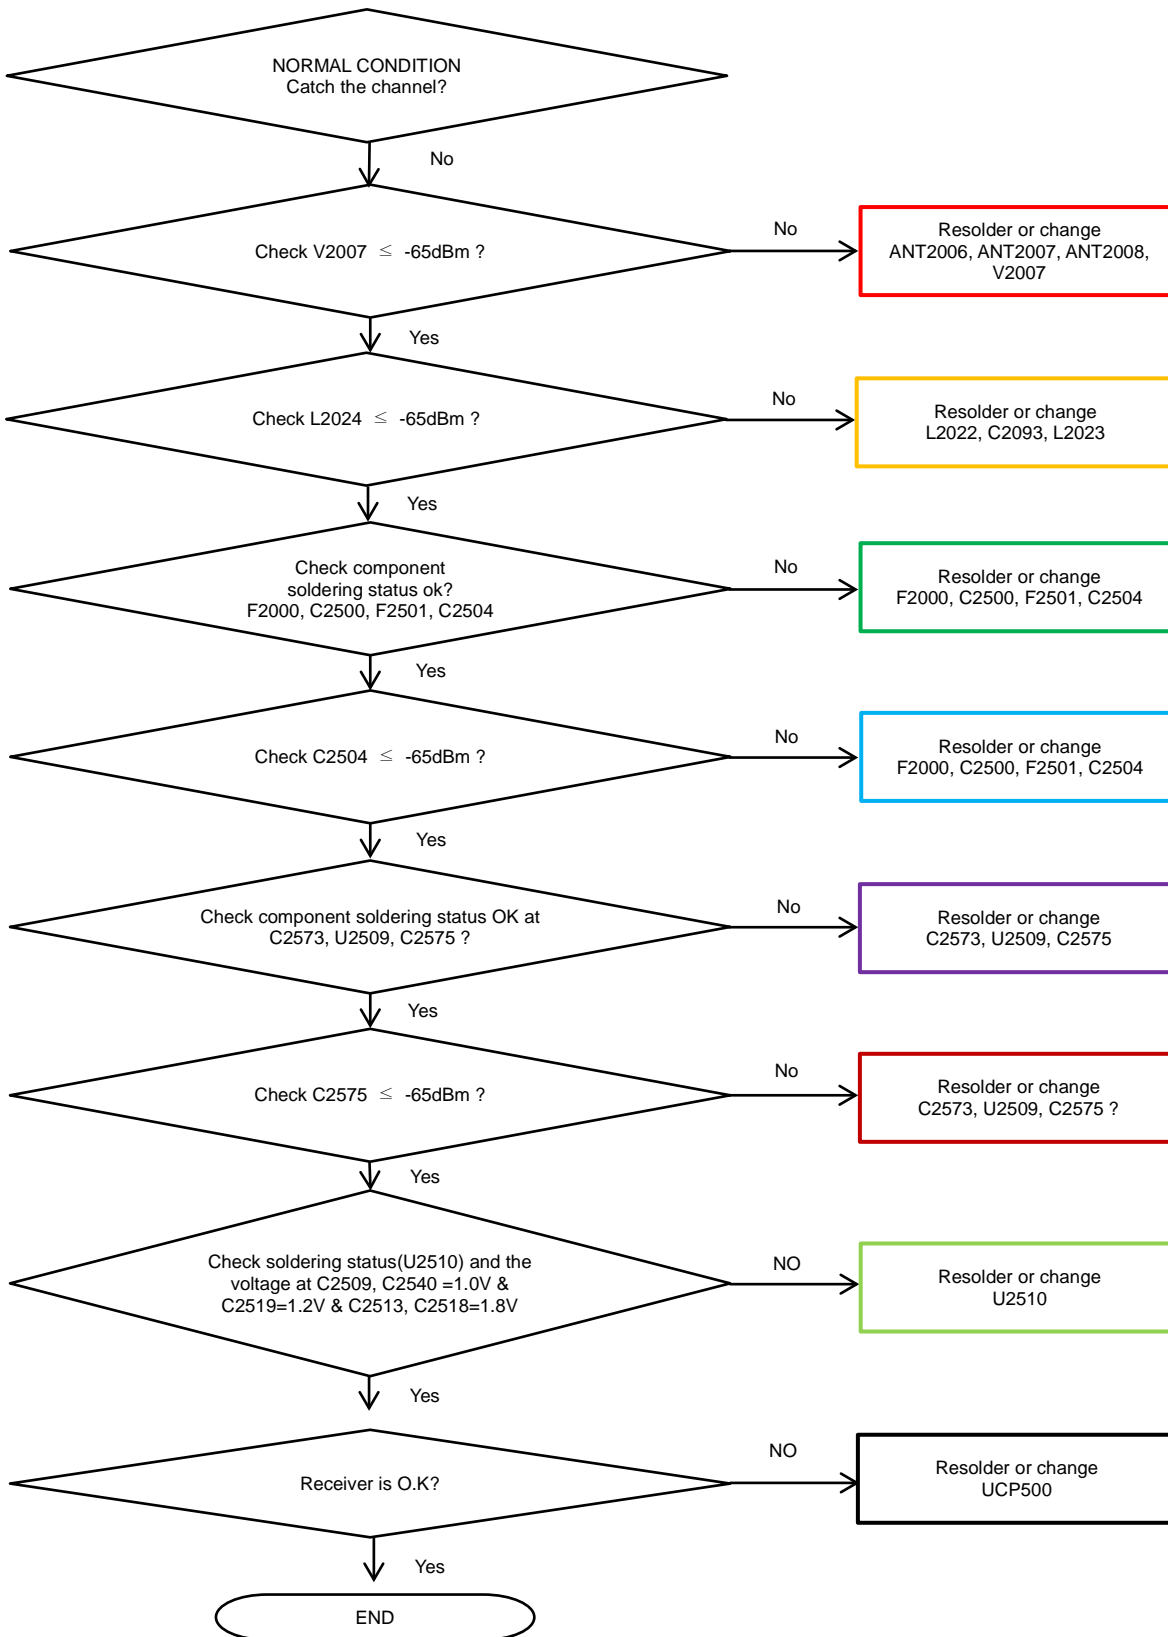 NORMAL CONDITION
Catch the channel?
No
Check V2007 ≤ -65dBm ?
No
Resolder or change
ANT2006, ANT2007, ANT2008,
V2007
Yes
Check L2024 ≤ -65dBm ?
No
Resolder or change
L2022, C2093, L2023
Yes
Check component
soldering status ok?
F2000, C2500, F2501, C2504
No
Resolder or change
F2000, C2500, F2501, C2504
Yes
Check C2504 ≤ -65dBm ?
No
Resolder or change
F2000, C2500, F2501, C2504
Yes
Check component soldering status OK at
C2573, U2509, C2575 ?
No
Resolder or change
C2573, U2509, C2575
Yes
Check C2575 ≤ -65dBm ?
No
Resolder or change
C2573, U2509, C2575 ?
Yes
Check soldering status(U2510) and the
voltage at C2509, C2540 =1.0V &
C2519=1.2V & C2513, C2518=1.8V
NO
Resolder or change
U2510
Yes
Receiver is O.K?
NO
Resolder or change
UCP500
Yes
END